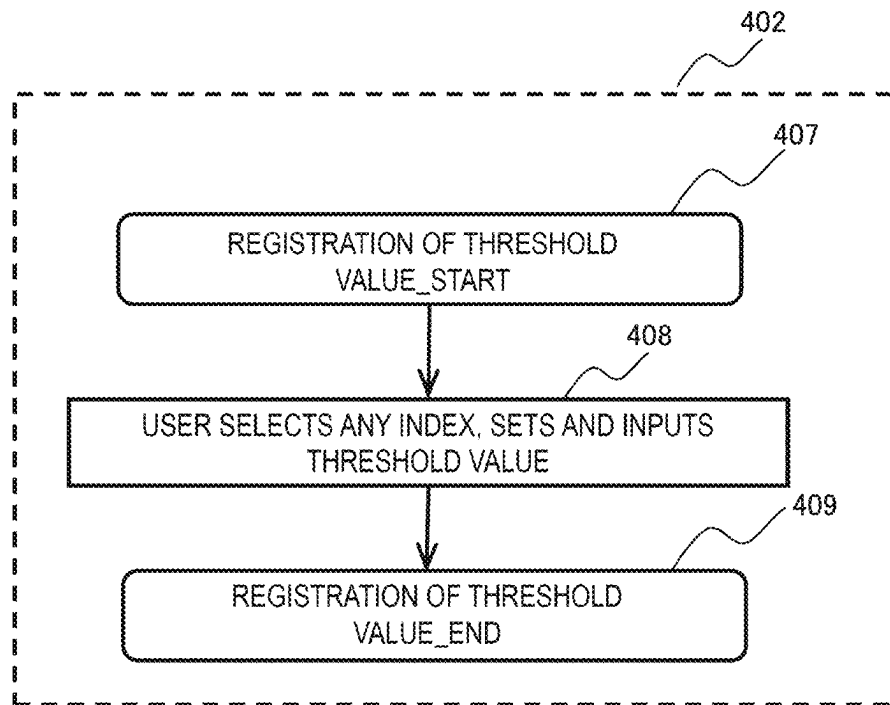 402
407
REGISTRATION OF THRESHOLD
VALUE_START
408
USER SELECTS ANY INDEX, SETS AND INPUTS
THRESHOLD VALUE
409
REGISTRATION OF THRESHOLD
VALUE_END